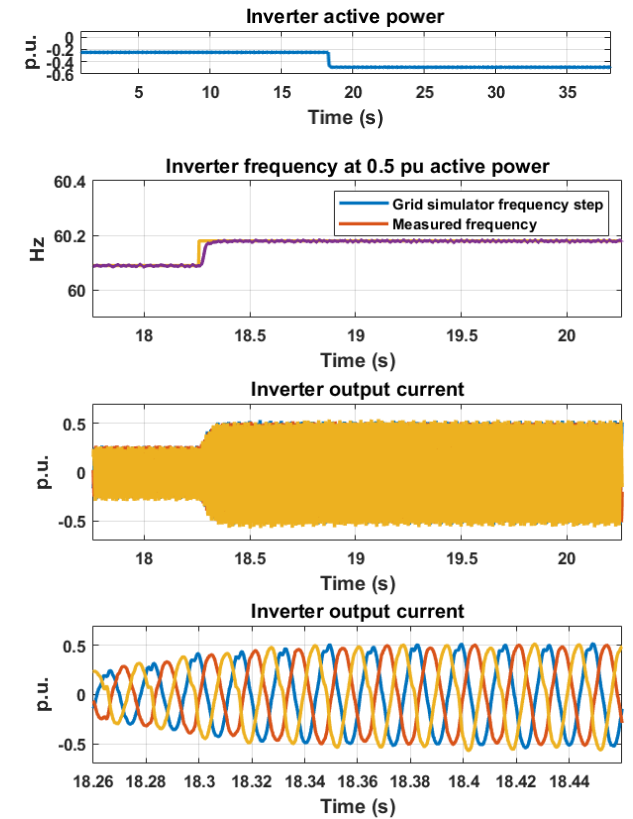 Inverter active power
0
-0.2
-0.4
-0.6
p.u.
5 10 15 20 25 30 35
Time (s)
Inverter frequency at 0.5 pu active power
60.4
60.2
60
Hz
Grid simulator frequency step
Measured frequency
18 18.5 19 19.5 20
Time (s)
Inverter output current
0.5
0
-0.5
p.u.
18 18.5 19 19.5 20
Time (s)
Inverter output current
0.5
0
-0.5
p.u.
18.26 18.28 18.3 18.32 18.34 18.36 18.38 18.4 18.42 18.44
Time (s)